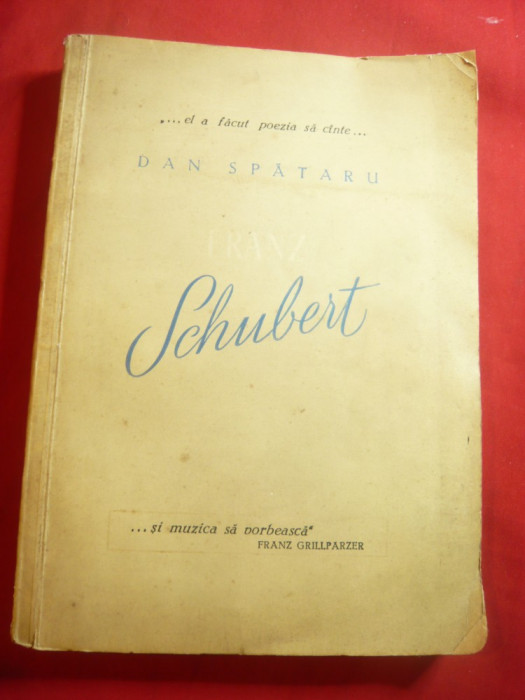 „...el a făcut poezia să cînte...
DAN SPĂTARU
FRANZ
Schubert
...și muzica să vorbească"
FRANZ GRILLPARZER